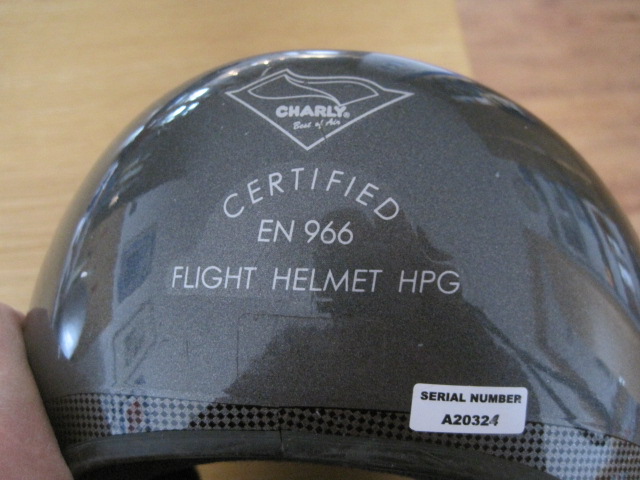 CHARLY®
Best of Air
CERTIFIED
EN 966
FLIGHT HELMET HPG
SERIAL NUMBER
A20324